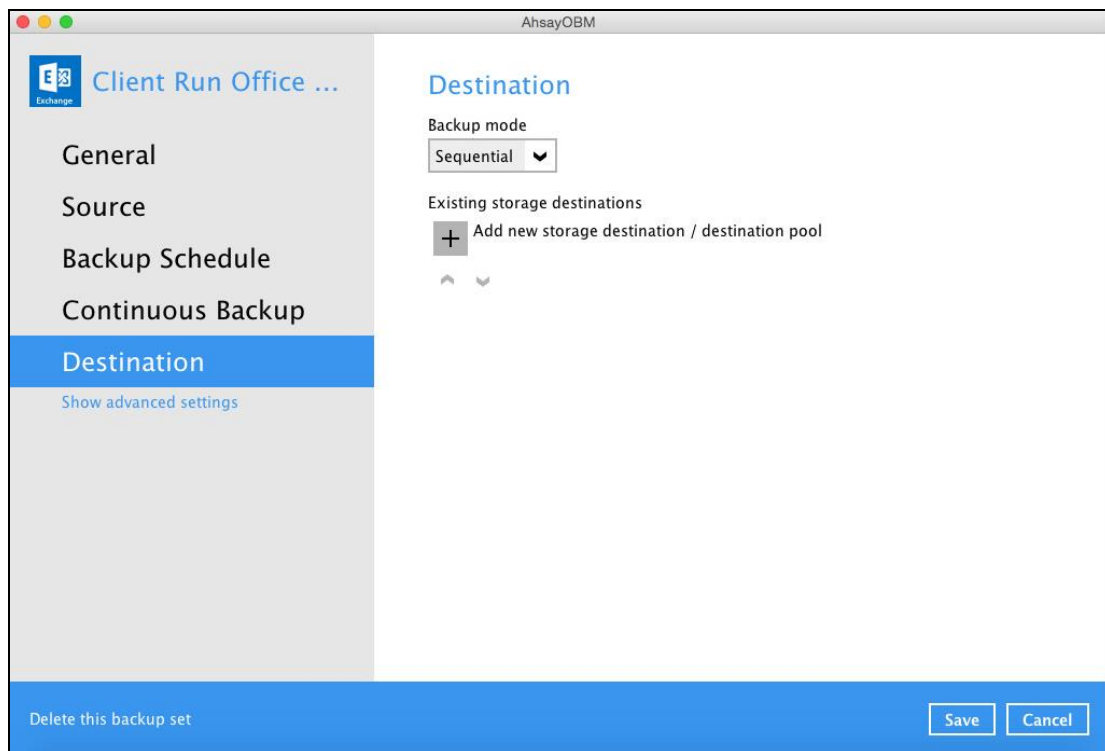 AhsayOBM
E
Exchange
Client Run Office ...
General
Source
Backup Schedule
Continuous Backup
Destination
Show advanced settings
Destination
Backup mode
Sequential
Existing storage destinations
+
Add new storage destination / destination pool
Delete this backup set
Save
Cancel